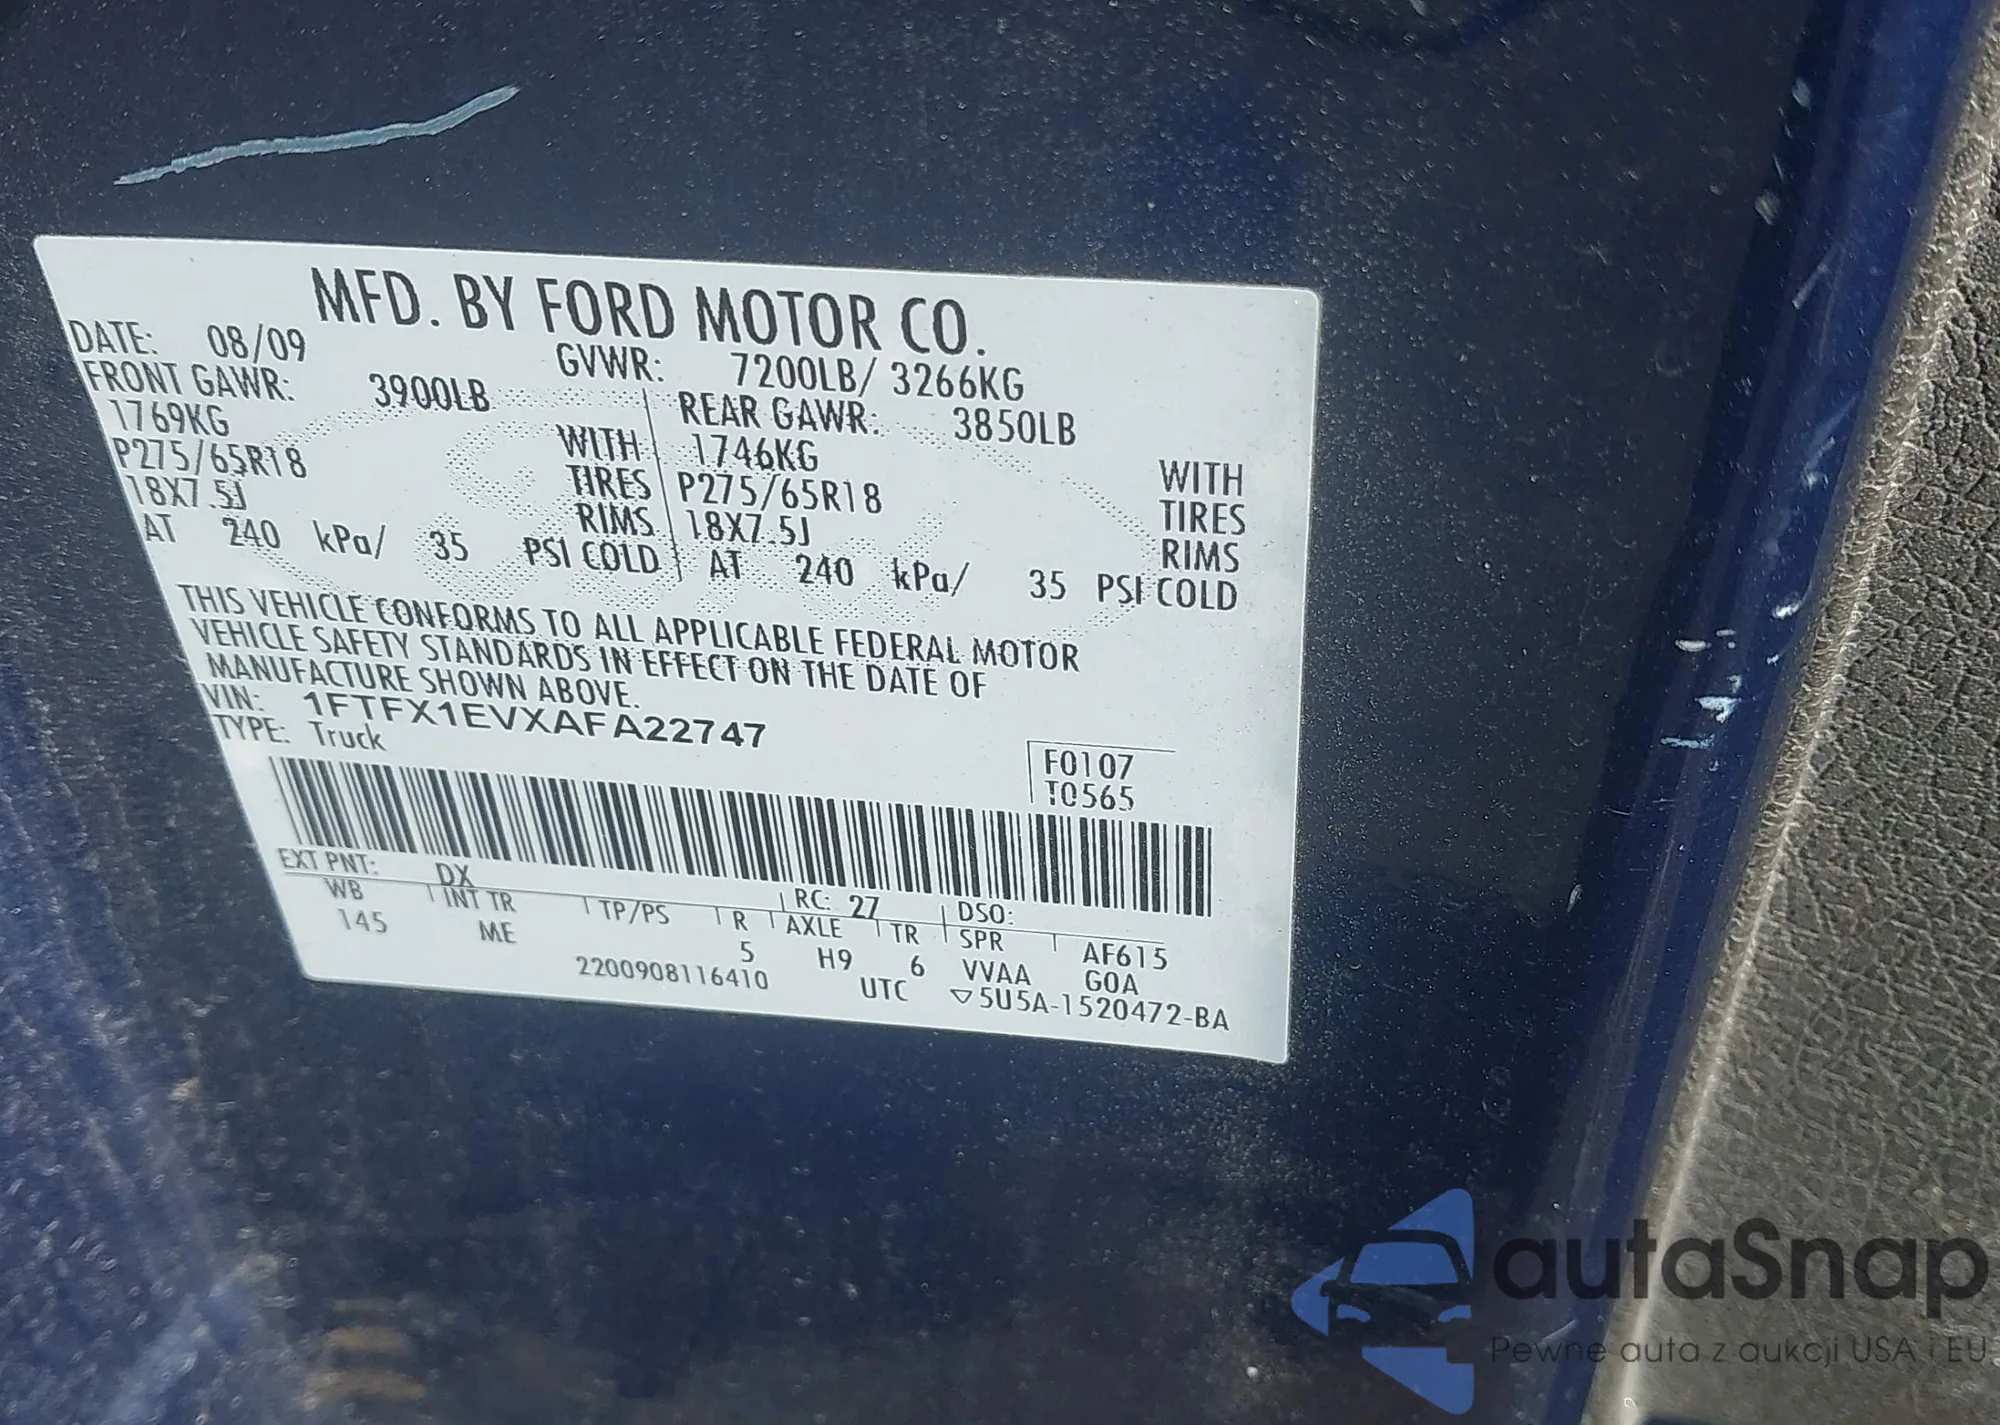 MFD. BY FORD MOTOR CO.
DATE: 08/09 GVWR: 7200LB/ 3266KG
FRONT GAWR: 3900LB REAR GAWR: 3850LB
1769KG WITH 1746KG WITH
P275/65R18 TIRES P275/65R18 TIRES
18X7.5J RIMS 18X7.5J RIMS
AT 240 kPa/ 35 PSI COLD AT 240 kPa/ 35 PSI COLD
THIS VEHICLE CONFORMS TO ALL APPLICABLE FEDERAL MOTOR
VEHICLE SAFETY STANDARDS IN EFFECT ON THE DATE OF
MANUFACTURE SHOWN ABOVE.
VIN: 1FTFX1EVXAFA22747
TYPE: Truck
F0107
T0565
EXT PNT: DX RC: 27 DSO:
WB INT TR TP/PS R AXLE TR SPR AF615
145 ME 5 H9 6 VVAA GOA
2200908116410 UTC ▽5U5A-1520472-BA
autaSnap
Pewne auta z aukcji USA i EU